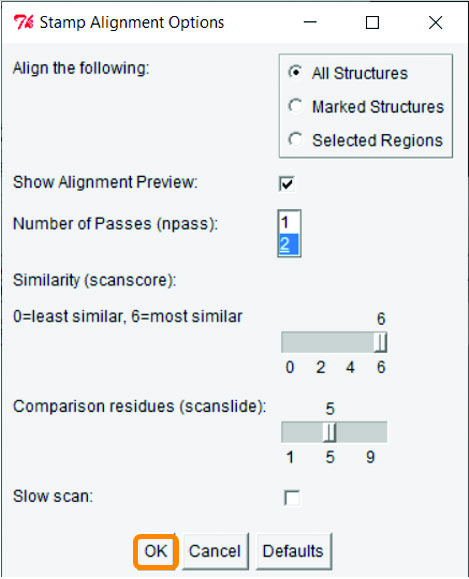 Stamp Alignment Options
Align the following:
All Structures
Marked Structures
Selected Regions
Show Alignment Preview:
Number of Passes (npass):
1
2
Similarity (scanscore):
0=least similar, 6=most similar
6
0 2 4 6
Comparison residues (scanslide):
5
1 5 9
Slow scan:
OK Cancel Defaults